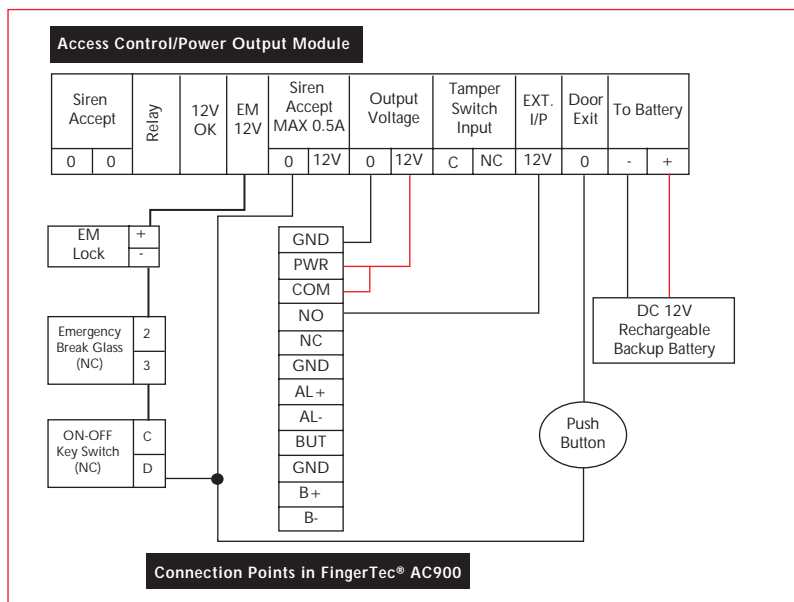 Access Control/Power Output Module
Siren
Accept
Relay
12V
OK
EM
12V
Siren
Accept
MAX 0.5A
Output
Voltage
Tamper
Switch
Input
EXT.
I/P
Door
Exit
To Battery
0 0
0 12V
0 12V
C NC
12V
0
- +
EM
Lock
+
-
Emergency
Break Glass
(NC)
2
3
ON-OFF
Key Switch
(NC)
C
D
GND
PWR
COM
NO
NC
GND
AL+
AL-
BUT
GND
B+
B-
DC 12V
Rechargeable
Backup Battery
Push
Button
Connection Points in FingerTec® AC900